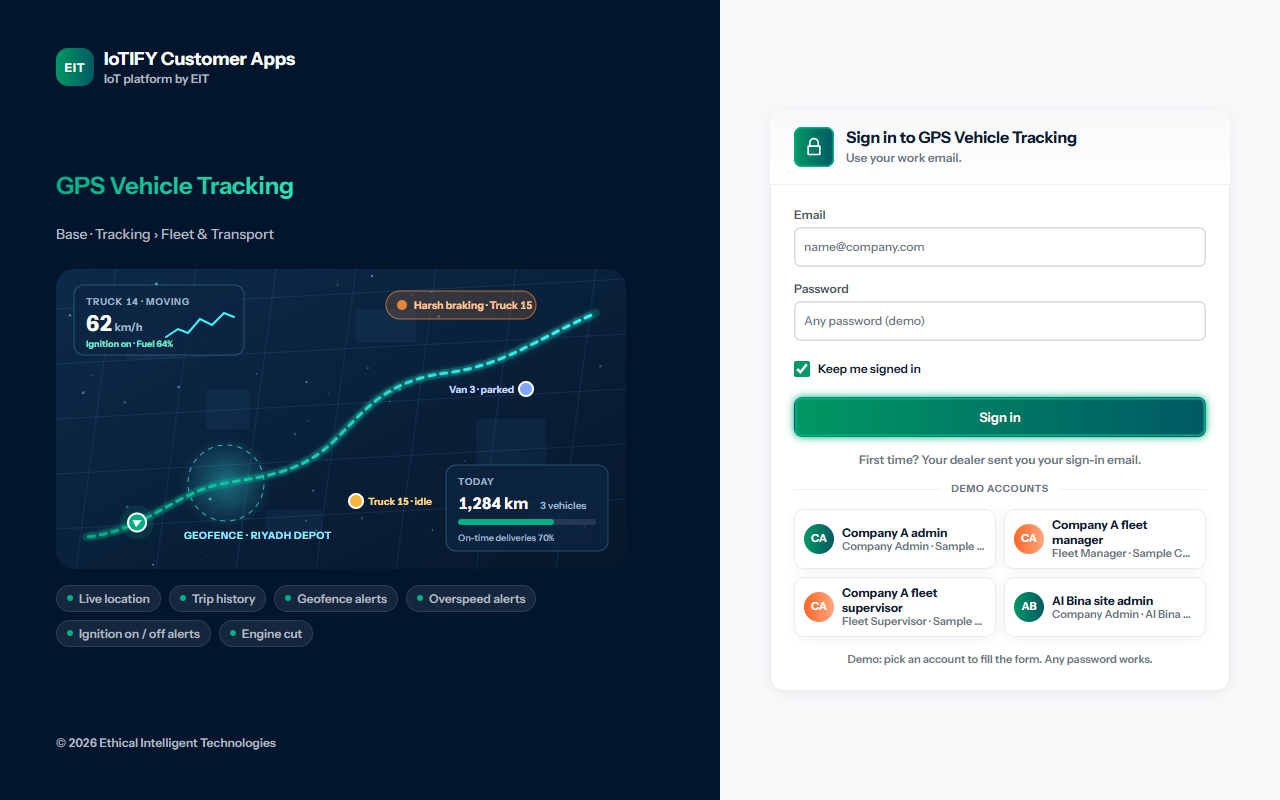 EIT
IoTIFY Customer Apps
IoT platform by EIT
GPS Vehicle Tracking
Base · Tracking › Fleet & Transport
TRUCK 14 · MOVING
62 km/h
Ignition on · Fuel 64%
Harsh braking · Truck 15
Van 3 · parked
Truck 15 · idle
GEOFENCE · RIYADH DEPOT
TODAY
1,284 km 3 vehicles
On-time deliveries 70%
Live location
Trip history
Geofence alerts
Overspeed alerts
Ignition on / off alerts
Engine cut
© 2026 Ethical Intelligent Technologies
Sign in to GPS Vehicle Tracking
Use your work email.
Email
name@company.com
Password
Any password (demo)
Keep me signed in
Sign in
First time? Your dealer sent you your sign-in email.
DEMO ACCOUNTS
CA
Company A admin
Company Admin · Sample ...
CA
Company A fleet
manager
Fleet Manager · Sample C...
CA
Company A fleet
supervisor
Fleet Supervisor · Sample ...
AB
Al Bina site admin
Company Admin · Al Bina ...
Demo: pick an account to fill the form. Any password works.